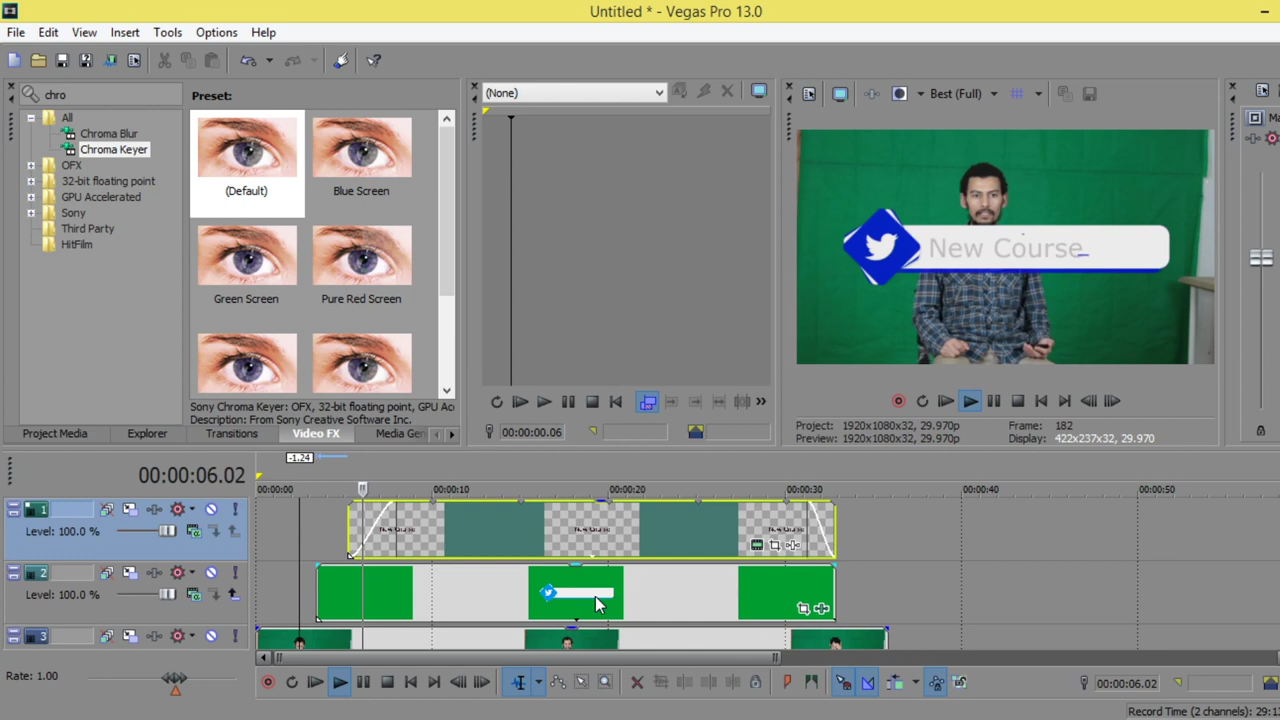 Untitled * - Vegas Pro 13.0
File Edit View Insert Tools Options Help
chro
Preset:
(None)
Best (Full)
All
Chroma Blur
Chroma Keyer
OFX
32-bit floating point
GPU Accelerated
Sony
Third Party
HitFilm
(Default)
Blue Screen
Green Screen
Pure Red Screen
Sony Chroma Keyer: OFX, 32-bit floating point, GPU Ac
Description: From Sony Creative Software Inc.
Project Media Explorer Transitions Video FX Media Gen
00:00:00.06
New Course
Project: 1920x1080x32, 29.970p
Preview: 1920x1080x32, 29.970p
Frame: 182
Display: 422x237x32, 29.970
Ma
-1.24
00:00:06.02
00:00:00 00:00:10 00:00:20 00:00:30 00:00:40 00:00:50
1
Level: 100.0 %
2
Level: 100.0 %
3
Rate: 1.00
00:00:06.02
Record Time (2 channels): 29:1